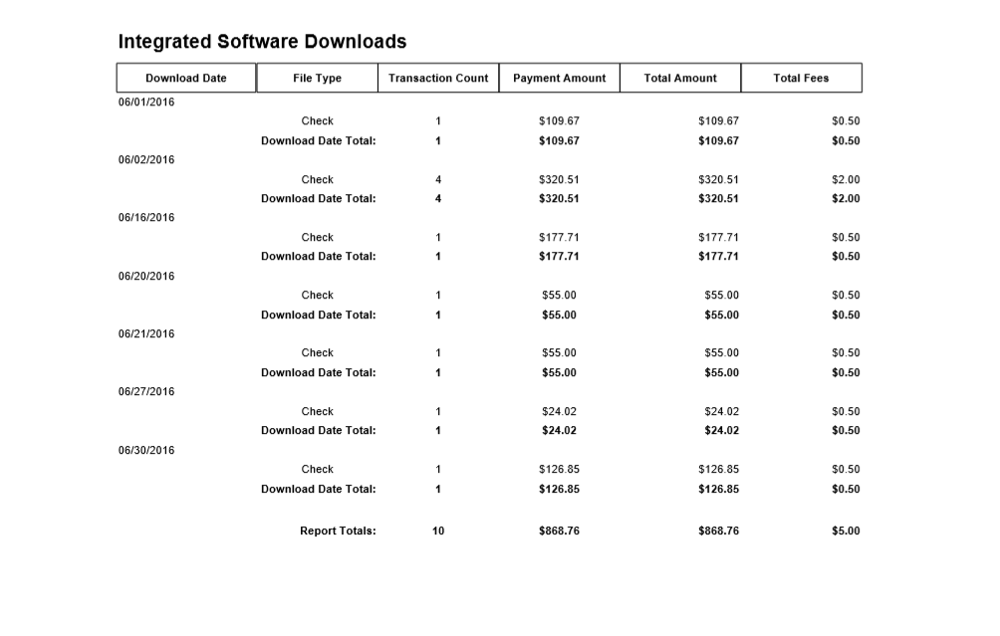 Integrated Software Downloads
Download Date File Type Transaction Count Payment Amount Total Amount Total Fees
06/01/2016
Check 1 $109.67 $109.67 $0.50
Download Date Total: 1 $109.67 $109.67 $0.50
06/02/2016
Check 4 $320.51 $320.51 $2.00
Download Date Total: 4 $320.51 $320.51 $2.00
06/16/2016
Check 1 $177.71 $177.71 $0.50
Download Date Total: 1 $177.71 $177.71 $0.50
06/20/2016
Check 1 $55.00 $55.00 $0.50
Download Date Total: 1 $55.00 $55.00 $0.50
06/21/2016
Check 1 $55.00 $55.00 $0.50
Download Date Total: 1 $55.00 $55.00 $0.50
06/27/2016
Check 1 $24.02 $24.02 $0.50
Download Date Total: 1 $24.02 $24.02 $0.50
06/30/2016
Check 1 $126.85 $126.85 $0.50
Download Date Total: 1 $126.85 $126.85 $0.50
Report Totals: 10 $868.76 $868.76 $5.00